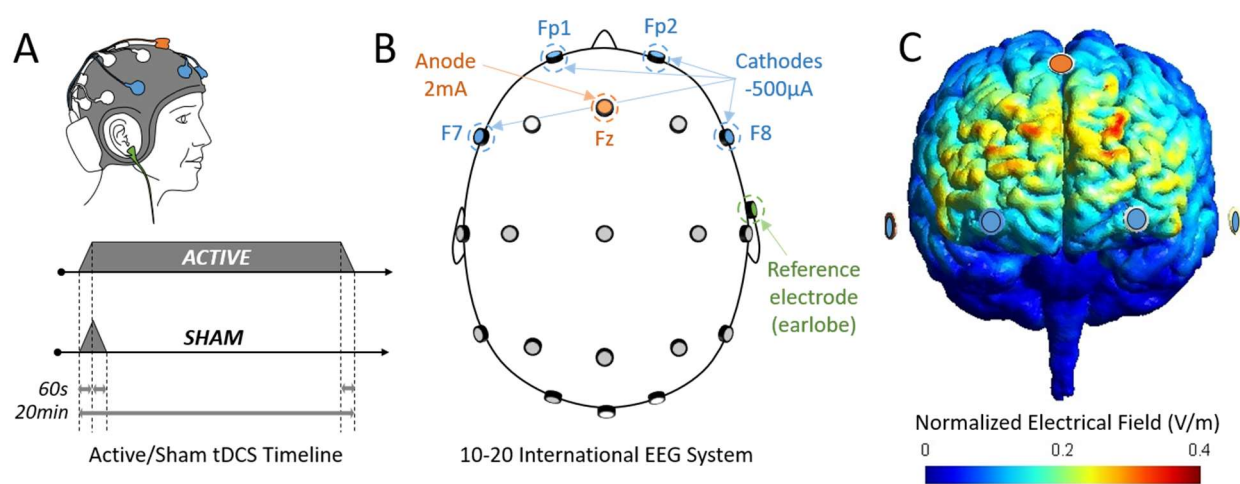 A
ACTIVE
SHAM
60s
20min
Active/Sham tDCS Timeline
B
Fp1
Fp2
Anode
2mA
Cathodes
-500µA
F7
Fz
F8
Reference
electrode
(earlobe)
10-20 International EEG System
C
Normalized Electrical Field (V/m)
0
0.2
0.4